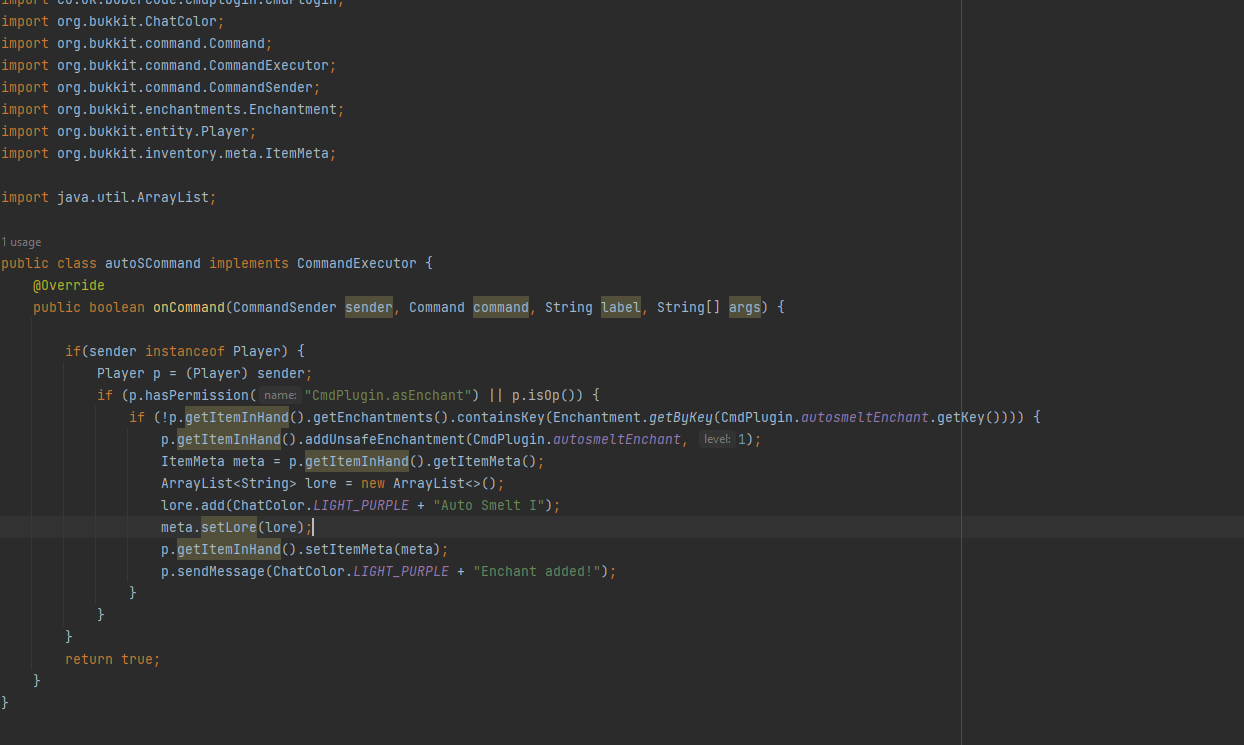 import co.uk.bobercode.cmdplugin.CmdPlugin;
import org.bukkit.ChatColor;
import org.bukkit.command.Command;
import org.bukkit.command.CommandExecutor;
import org.bukkit.command.CommandSender;
import org.bukkit.enchantments.Enchantment;
import org.bukkit.entity.Player;
import org.bukkit.inventory.meta.ItemMeta;
import java.util.ArrayList;
1 usage
public class autoSCommand implements CommandExecutor {
@Override
public boolean onCommand(CommandSender sender, Command command, String label, String[] args) {
if(sender instanceof Player) {
Player p = (Player) sender;
if (p.hasPermission( name: "CmdPlugin.asEnchant") || p.isOp()) {
if (!p.getItemInHand().getEnchantments().containsKey(Enchantment.getByKey(CmdPlugin.autosmeltEnchant.getKey()))) {
p.getItemInHand().addUnsafeEnchantment(CmdPlugin.autosmeltEnchant, level: 1);
ItemMeta meta = p.getItemInHand().getItemMeta();
ArrayList<String> lore = new ArrayList<>();
lore.add(ChatColor.LIGHT_PURPLE + "Auto Smelt I");
meta.setLore(lore);
p.getItemInHand().setItemMeta(meta);
p.sendMessage(ChatColor.LIGHT_PURPLE + "Enchant added!");
}
}
}
return true;
}
}